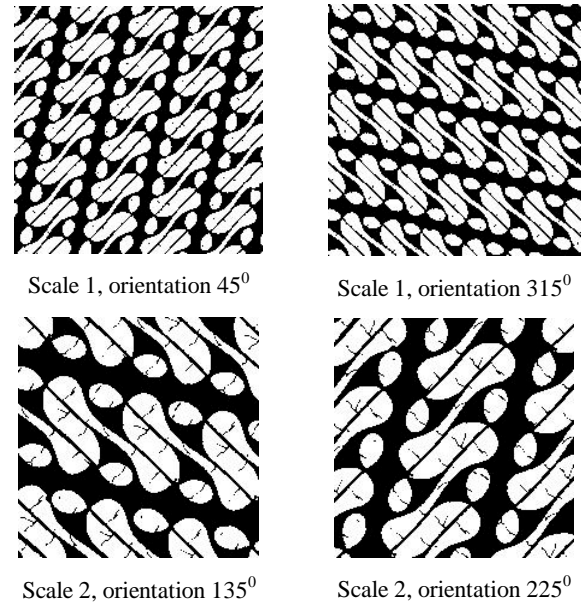 Scale 1, orientation 45⁰
Scale 1, orientation 315⁰
Scale 2, orientation 135⁰
Scale 2, orientation 225⁰